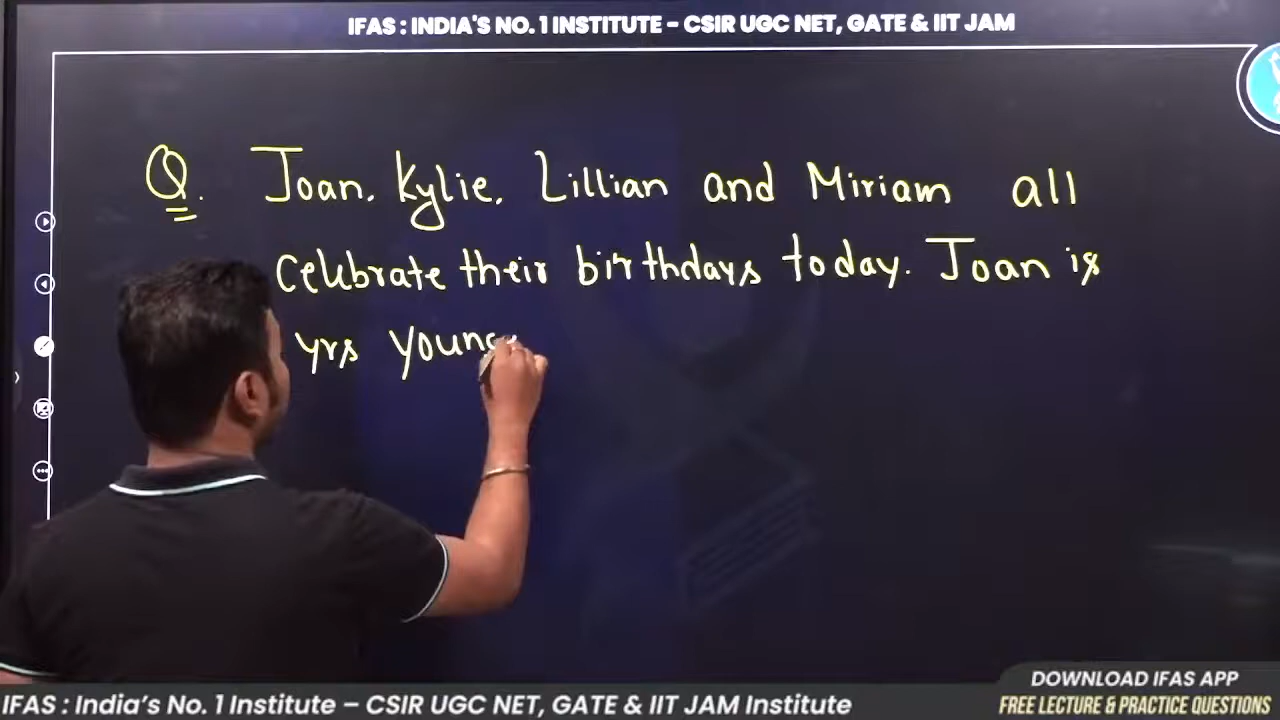 IFAS : INDIA'S NO. 1 INSTITUTE - CSIR UGC NET, GATE & IIT JAM
Q. Joan, Kylie, Lillian and Miriam all
celebrate their birthdays today. Joan is
yrs young
IFAS : India's No. 1 Institute – CSIR UGC NET, GATE & IIT JAM Institute
DOWNLOAD IFAS APP
FREE LECTURE & PRACTICE QUESTIONS